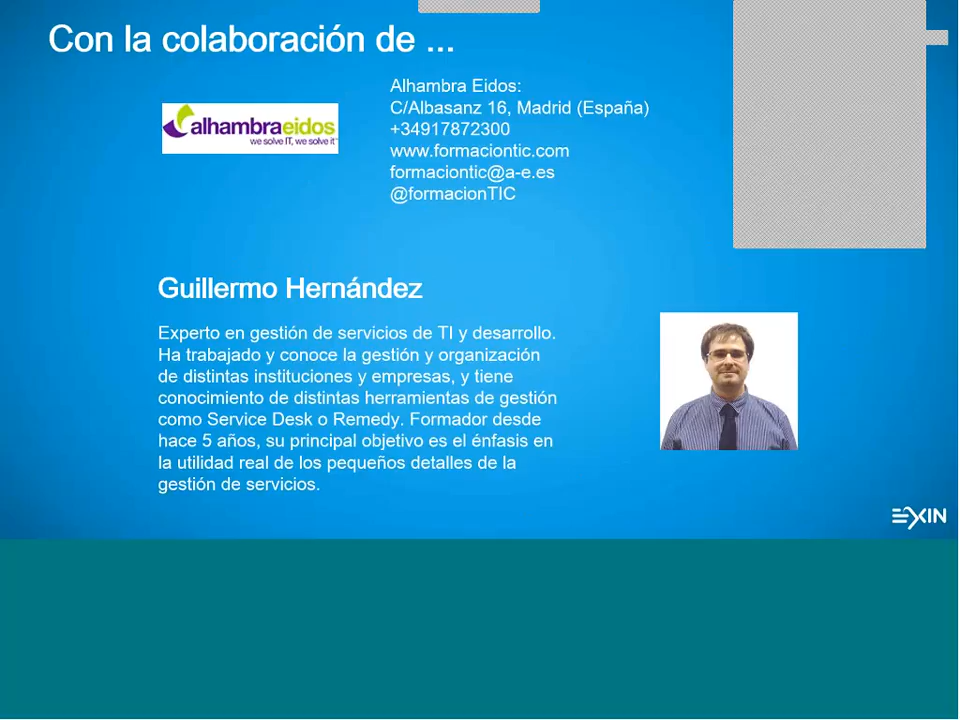 Con la colaboración de ...
alhambraeidos
we solve IT, we solve it
Alhambra Eidos:
C/Albasanz 16, Madrid (España)
+34917872300
www.formaciontic.com
formaciontic@a-e.es
@formacionTIC
Guillermo Hernández
Experto en gestión de servicios de TI y desarrollo.
Ha trabajado y conoce la gestión y organización
de distintas instituciones y empresas, y tiene
conocimiento de distintas herramientas de gestión
como Service Desk o Remedy. Formador desde
hace 5 años, su principal objetivo es el énfasis en
la utilidad real de los pequeños detalles de la
gestión de servicios.
EXIN